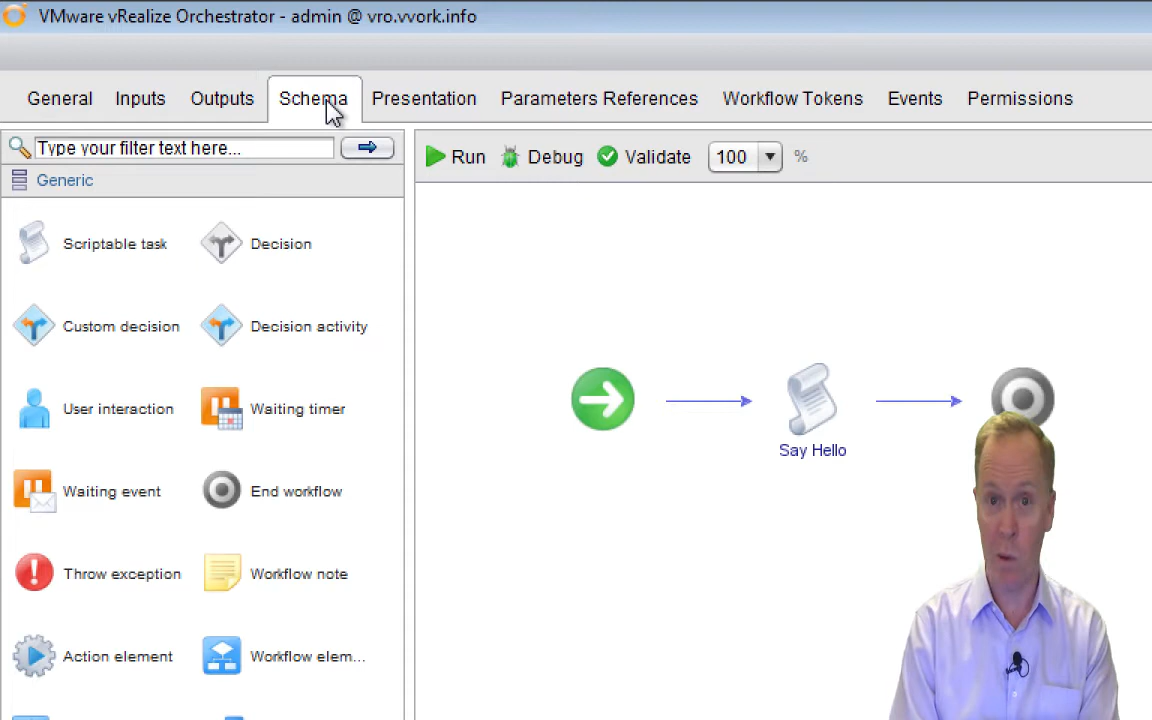 VMware vRealize Orchestrator - admin @ vro.vvork.info
General Inputs Outputs Schema Presentation Parameters References Workflow Tokens Events Permissions
Type your filter text here...
Run Debug Validate 100 %
Generic
Scriptable task Decision
Custom decision Decision activity
User interaction Waiting timer
Waiting event End workflow
Throw exception Workflow note
Action element Workflow elem...
Say Hello